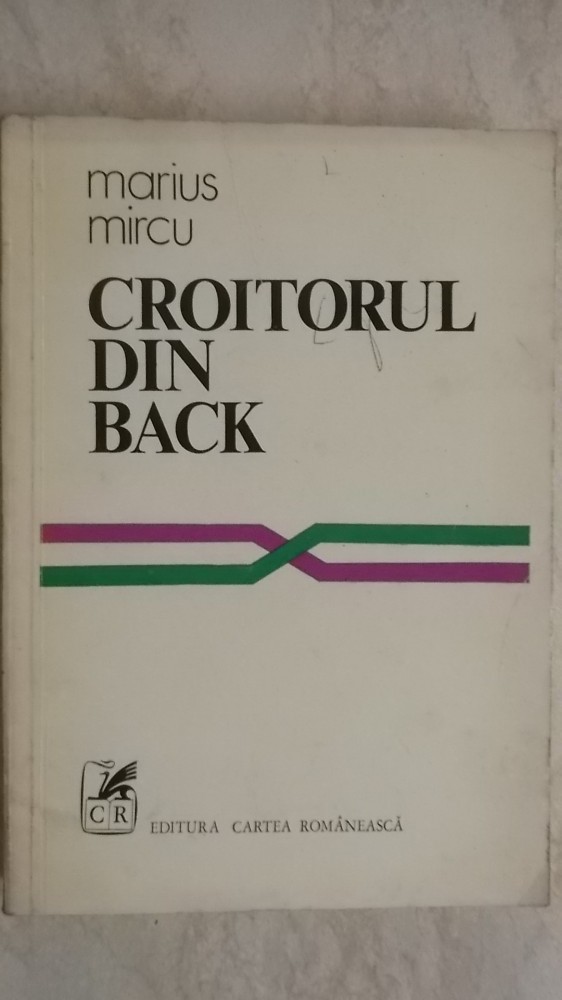 marius
mircu
CROITORUL
DIN
BACK
CR
EDITURA CARTEA ROMÂNEASCĂ